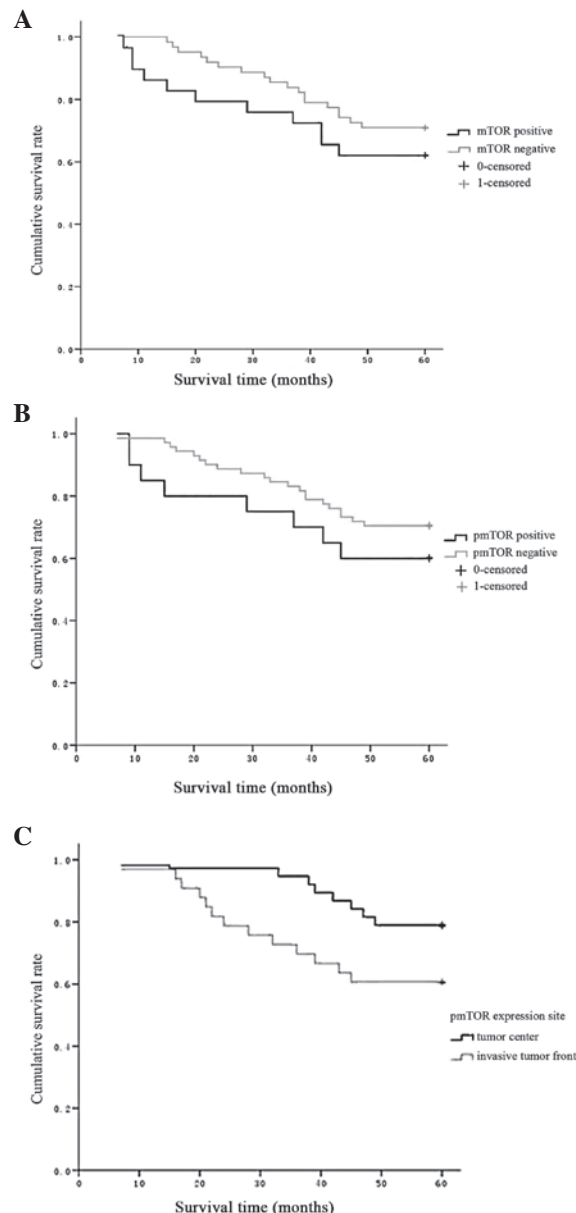 A
1.0
0.8
0.6
0.4
0.2
0.0
0 10 20 30 40 50 60
Cumulative survival rate
Survival time (months)
mTOR positive
mTOR negative
0-censored
1-censored
B
1.0
0.8
0.6
0.4
0.2
0.0
0 10 20 30 40 50 60
Cumulative survival rate
Survival time (months)
pmTOR positive
pmTOR negative
0-censored
1-censored
C
1.0
0.8
0.6
0.4
0.2
0.0
0 10 20 30 40 50 60
Cumulative survival rate
Survival time (months)
pmTOR expression site
tumor center
invasive tumor front